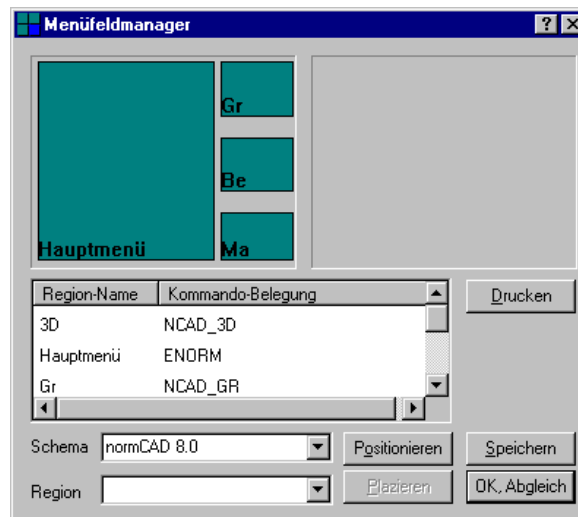 Menüfeldmanager
Gr
Be
Hauptmenü Ma
Region-Name Kommando-Belegung
Drucken
3D NCAD_3D
Hauptmenü ENORM
Gr NCAD_GR
Schema normCAD 8.0 Positionieren Speichern
Region Plazieren OK, Abgleich